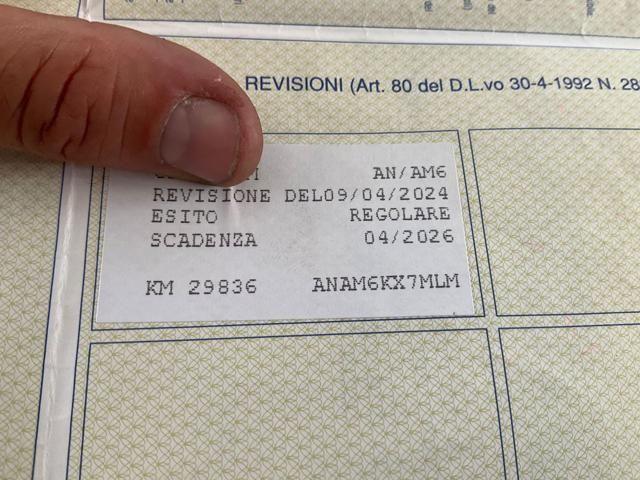 REVISIONI (Art. 80 del D.L.vo 30-4-1992 N. 28
AN/AM6
REVISIONE DEL09/04/2024
ESITO REGOLARE
SCADENZA 04/2026
KM 29836 ANAM6KX7MLM